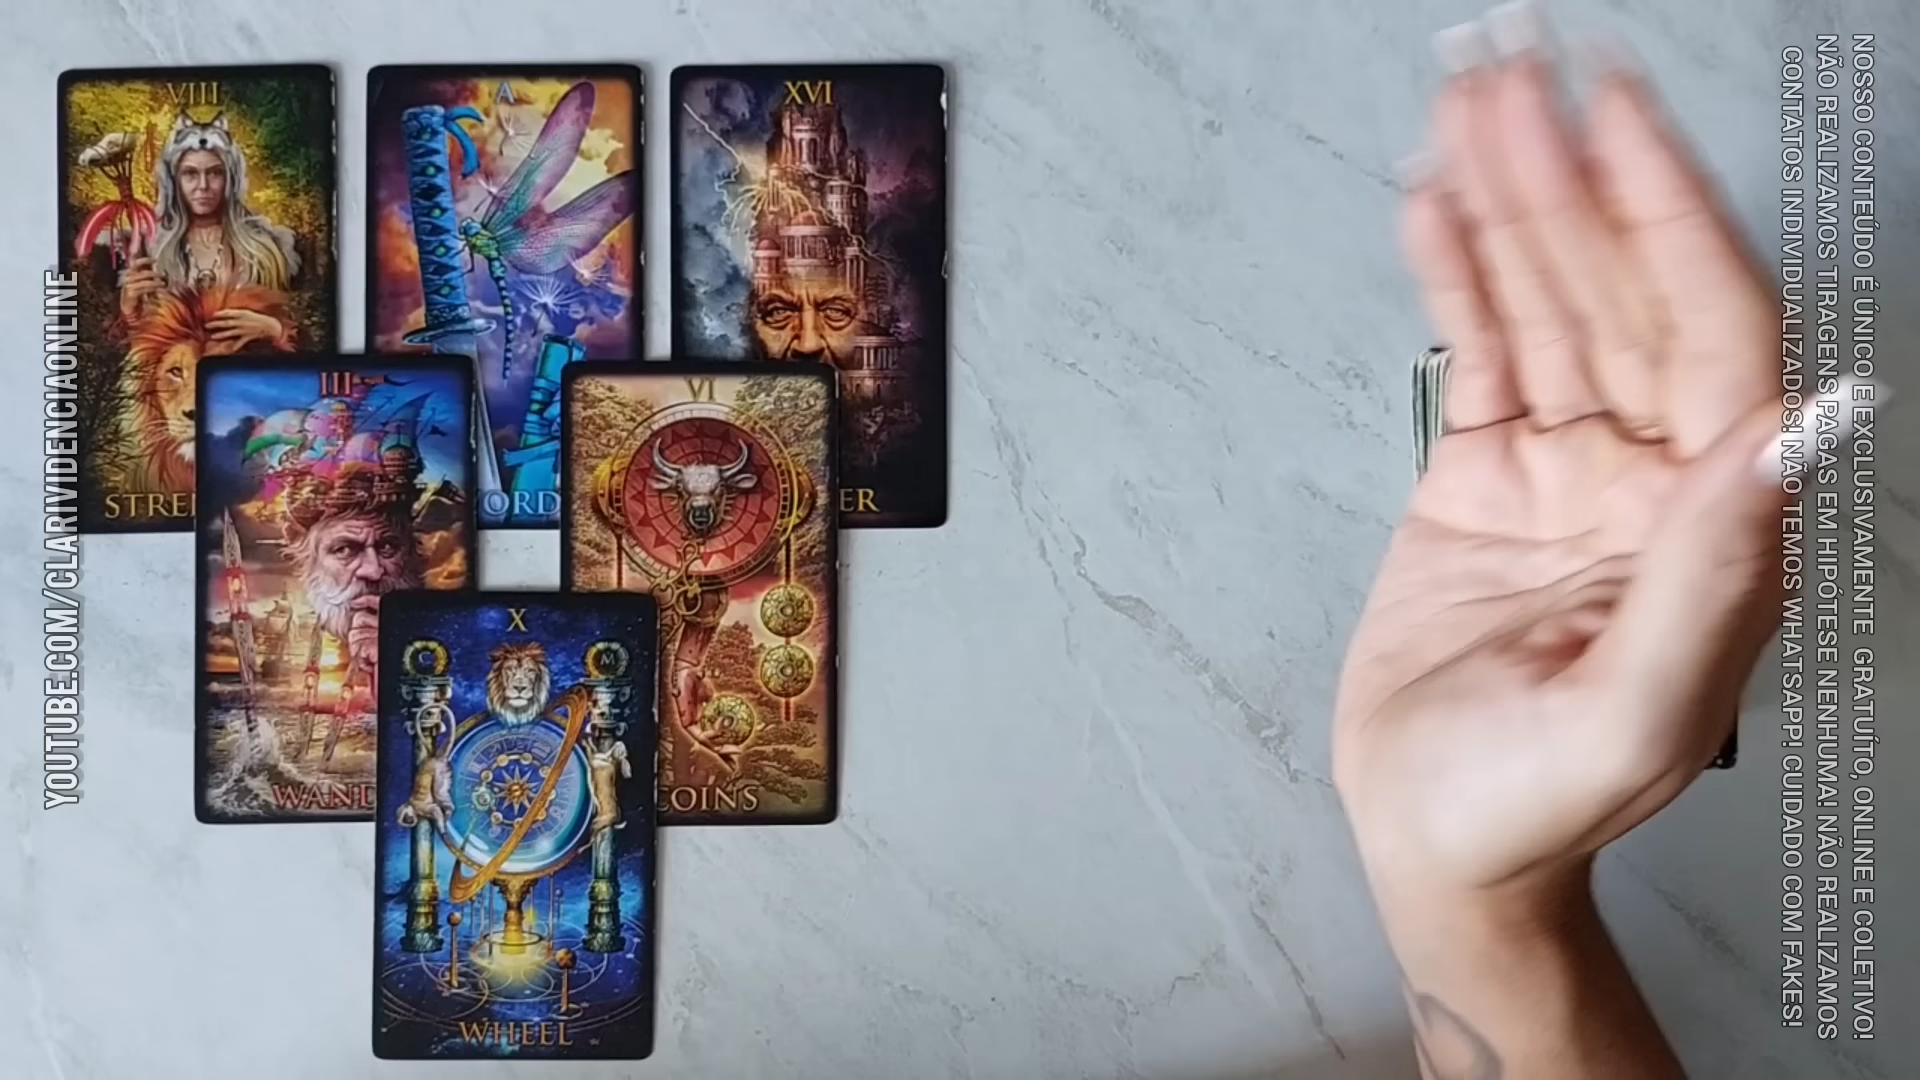 VIII
STRE
A
ORD
XVI
ER
III
WAND
VI
COINS
X
C
M
WHEEL
YOUTUBE.COM/CLARIVIDENCIAONLINE
NOSSO CONTEÚDO É ÚNICO E EXCLUSIVAMENTE GRATUÍTO, ONLINE E COLETIVO!
NÃO REALIZAMOS TIRAGENS PAGAS EM HIPÓTESE NENHUMA! NÃO REALIZAMOS
CONTATOS INDIVIDUALIZADOS! NÃO TEMOS WHATSAPP! CUIDADO COM FAKES!